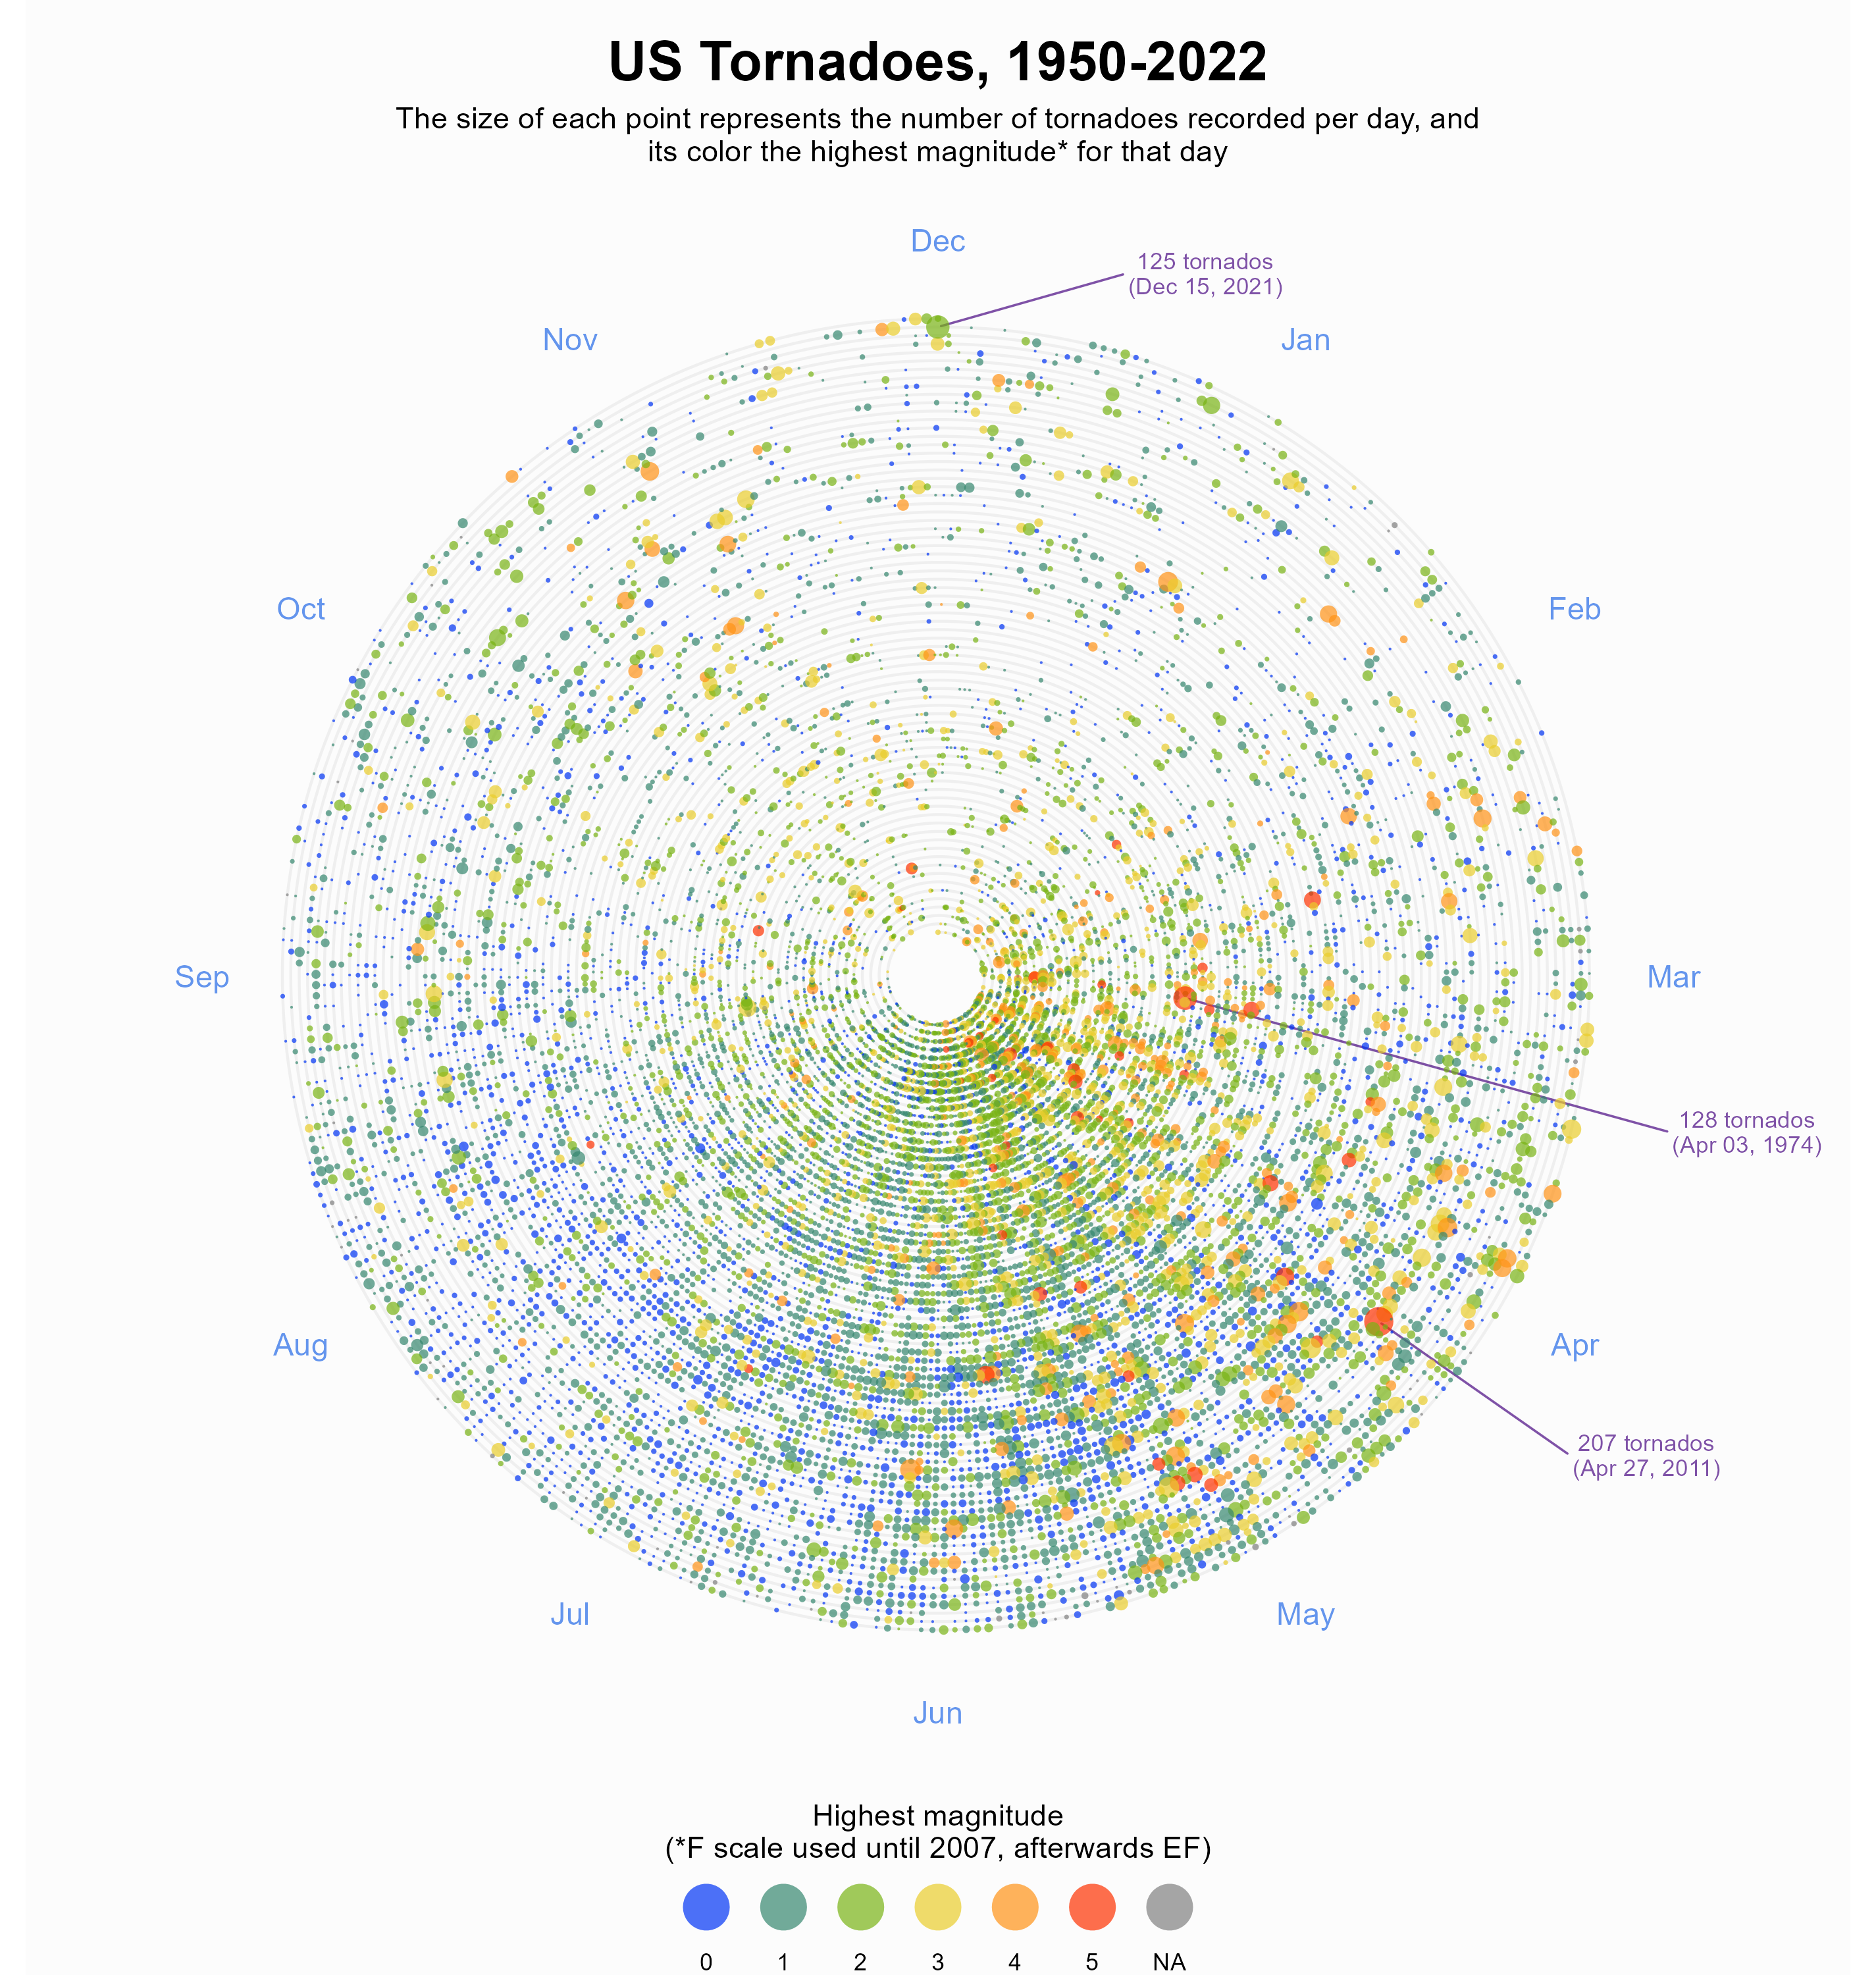 US Tornadoes, 1950-2022
The size of each point represents the number of tornadoes recorded per day, and
its color the highest magnitude* for that day
Dec
125 tornados
(Dec 15, 2021)
Nov
Jan
Oct
Feb
Sep
Mar
128 tornados
(Apr 03, 1974)
Aug
Apr
207 tornados
(Apr 27, 2011)
Jul
May
Jun
Highest magnitude
(*F scale used until 2007, afterwards EF)
0 1 2 3 4 5 NA